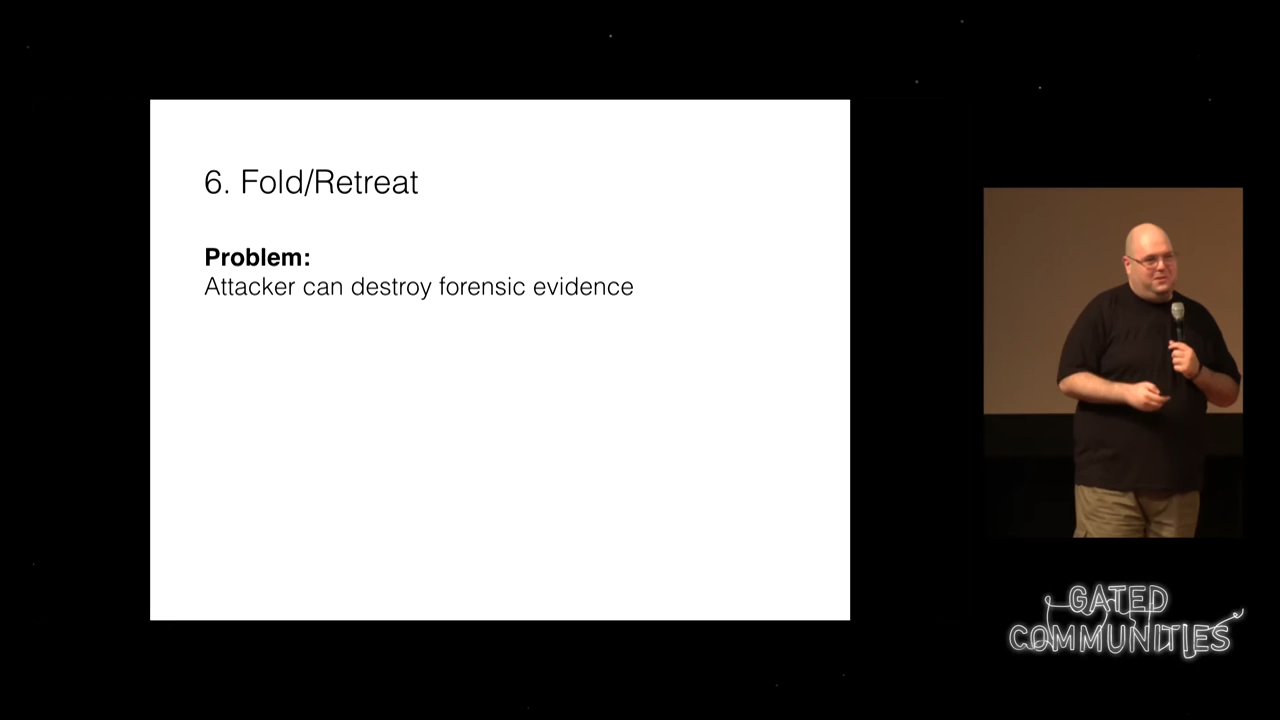 6. Fold/Retreat
Problem:
Attacker can destroy forensic evidence
GATED
COMMUNITIES